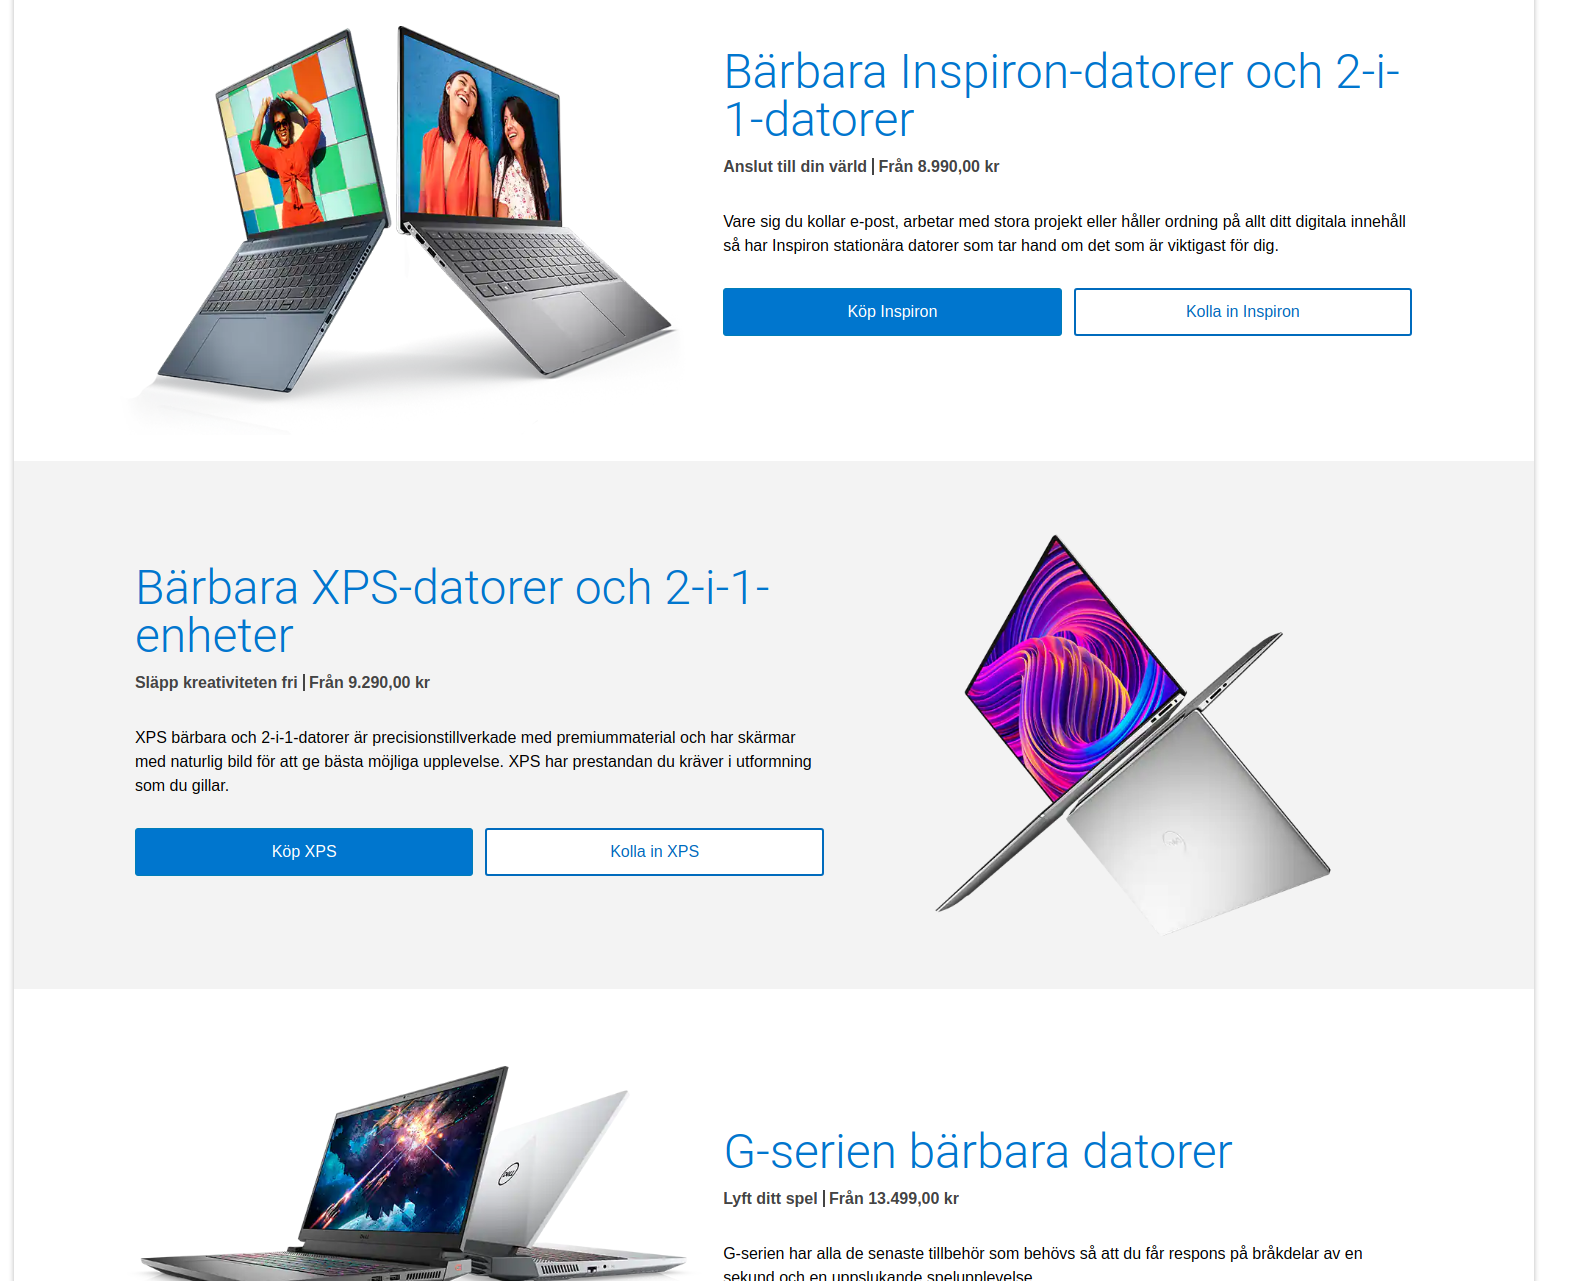 Bärbara Inspiron-datorer och 2-i-
1-datorer
Anslut till din värld | Från 8.990,00 kr
Vare sig du kollar e-post, arbetar med stora projekt eller håller ordning på allt ditt digitala innehåll
så har Inspiron stationära datorer som tar hand om det som är viktigast för dig.
Köp Inspiron
Kolla in Inspiron
Bärbara XPS-datorer och 2-i-1-
enheter
Släpp kreativiteten fri | Från 9.290,00 kr
XPS bärbara och 2-i-1-datorer är precisionstillverkade med premiummaterial och har skärmar
med naturlig bild för att ge bästa möjliga upplevelse. XPS har prestandan du kräver i utformning
som du gillar.
Köp XPS
Kolla in XPS
DELL
G-serien bärbara datorer
Lyft ditt spel | Från 13.499,00 kr
G-serien har alla de senaste tillbehör som behövs så att du får respons på bråkdelar av en
sekund och en uppslukande spelupplevelse